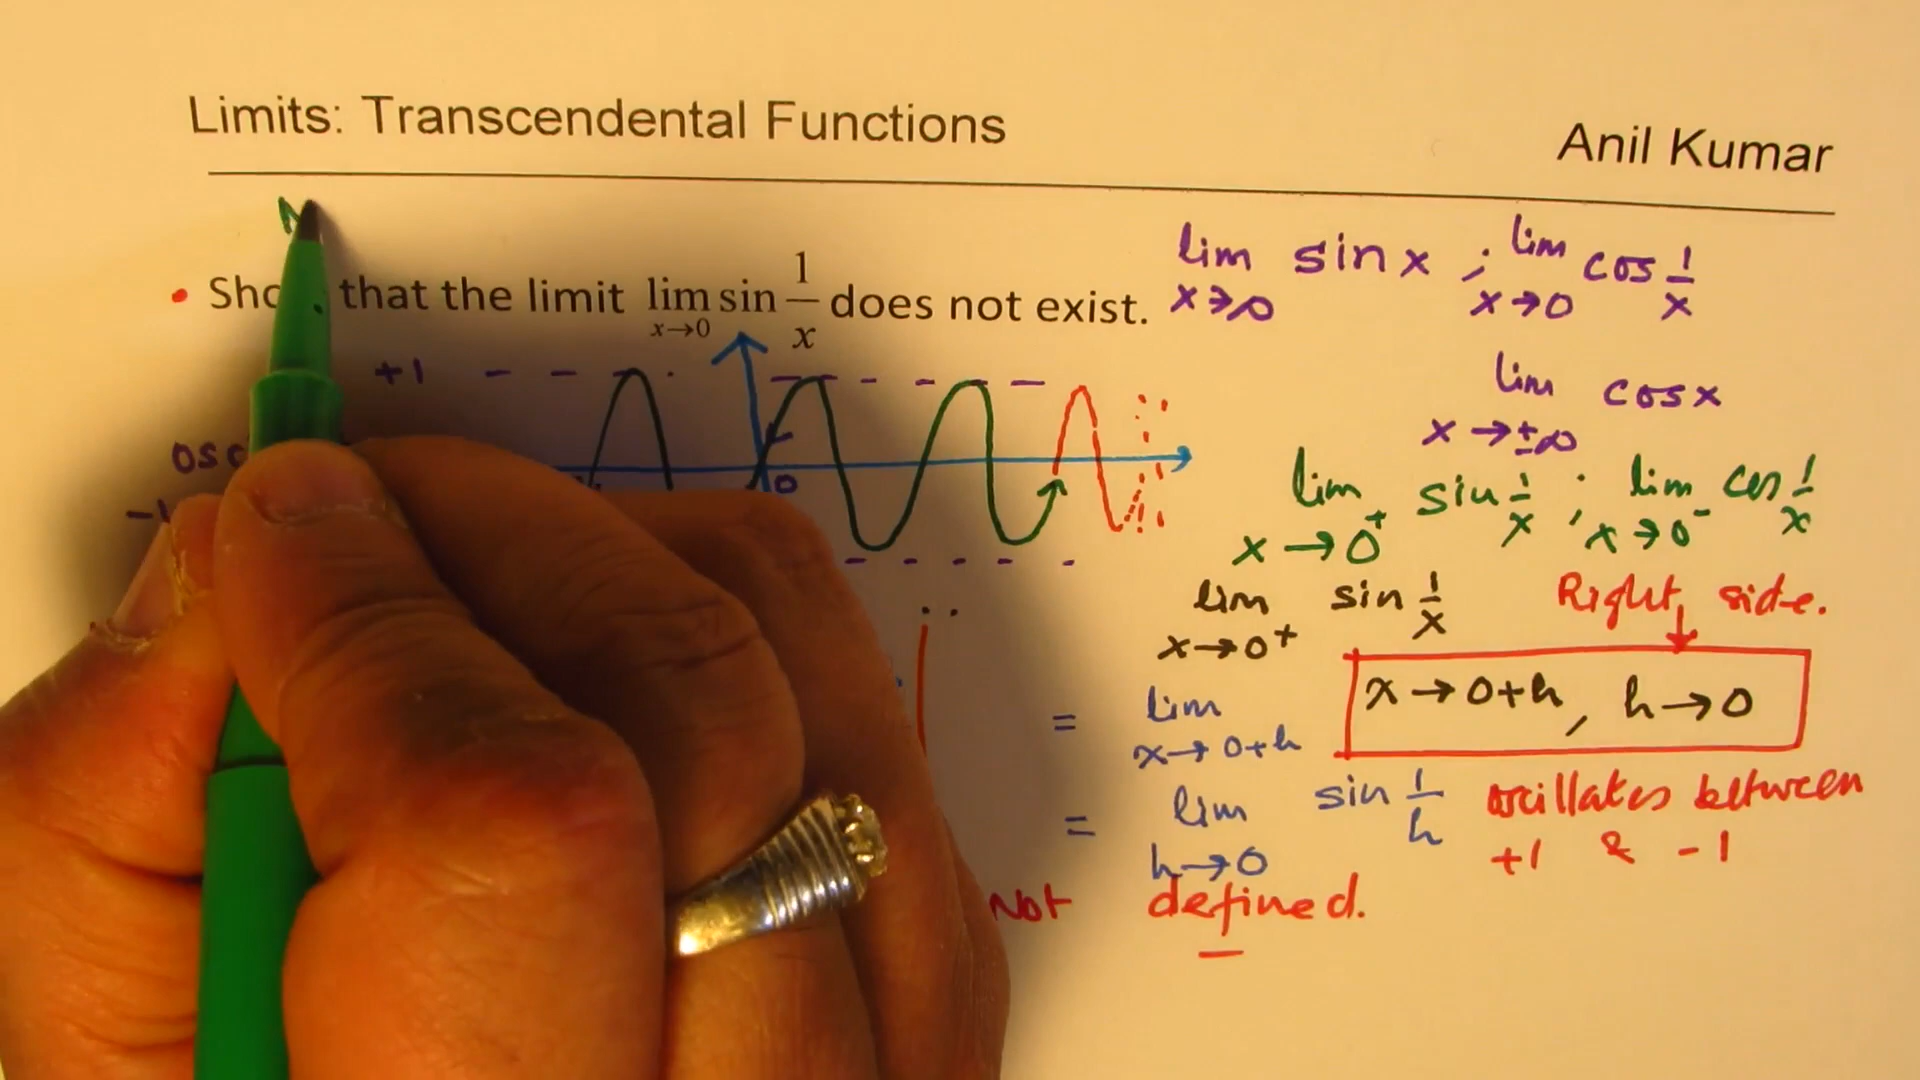 Limits: Transcendental Functions
Anil Kumar
• Show that the limit lim x→0 sin 1/x does not exist.
lim x→∞ sin x ; lim x→0 cos 1/x
+1
lim x→±∞ cos x
-1
0
lim x→0⁺ sin 1/x ; lim x→0⁻ cos 1/x
lim x→0⁺ sin 1/x
Right side.
x→0+h, h→0
= lim x→0+h
= lim h→0 sin 1/h oscillates between
+1 & -1
Not defined.